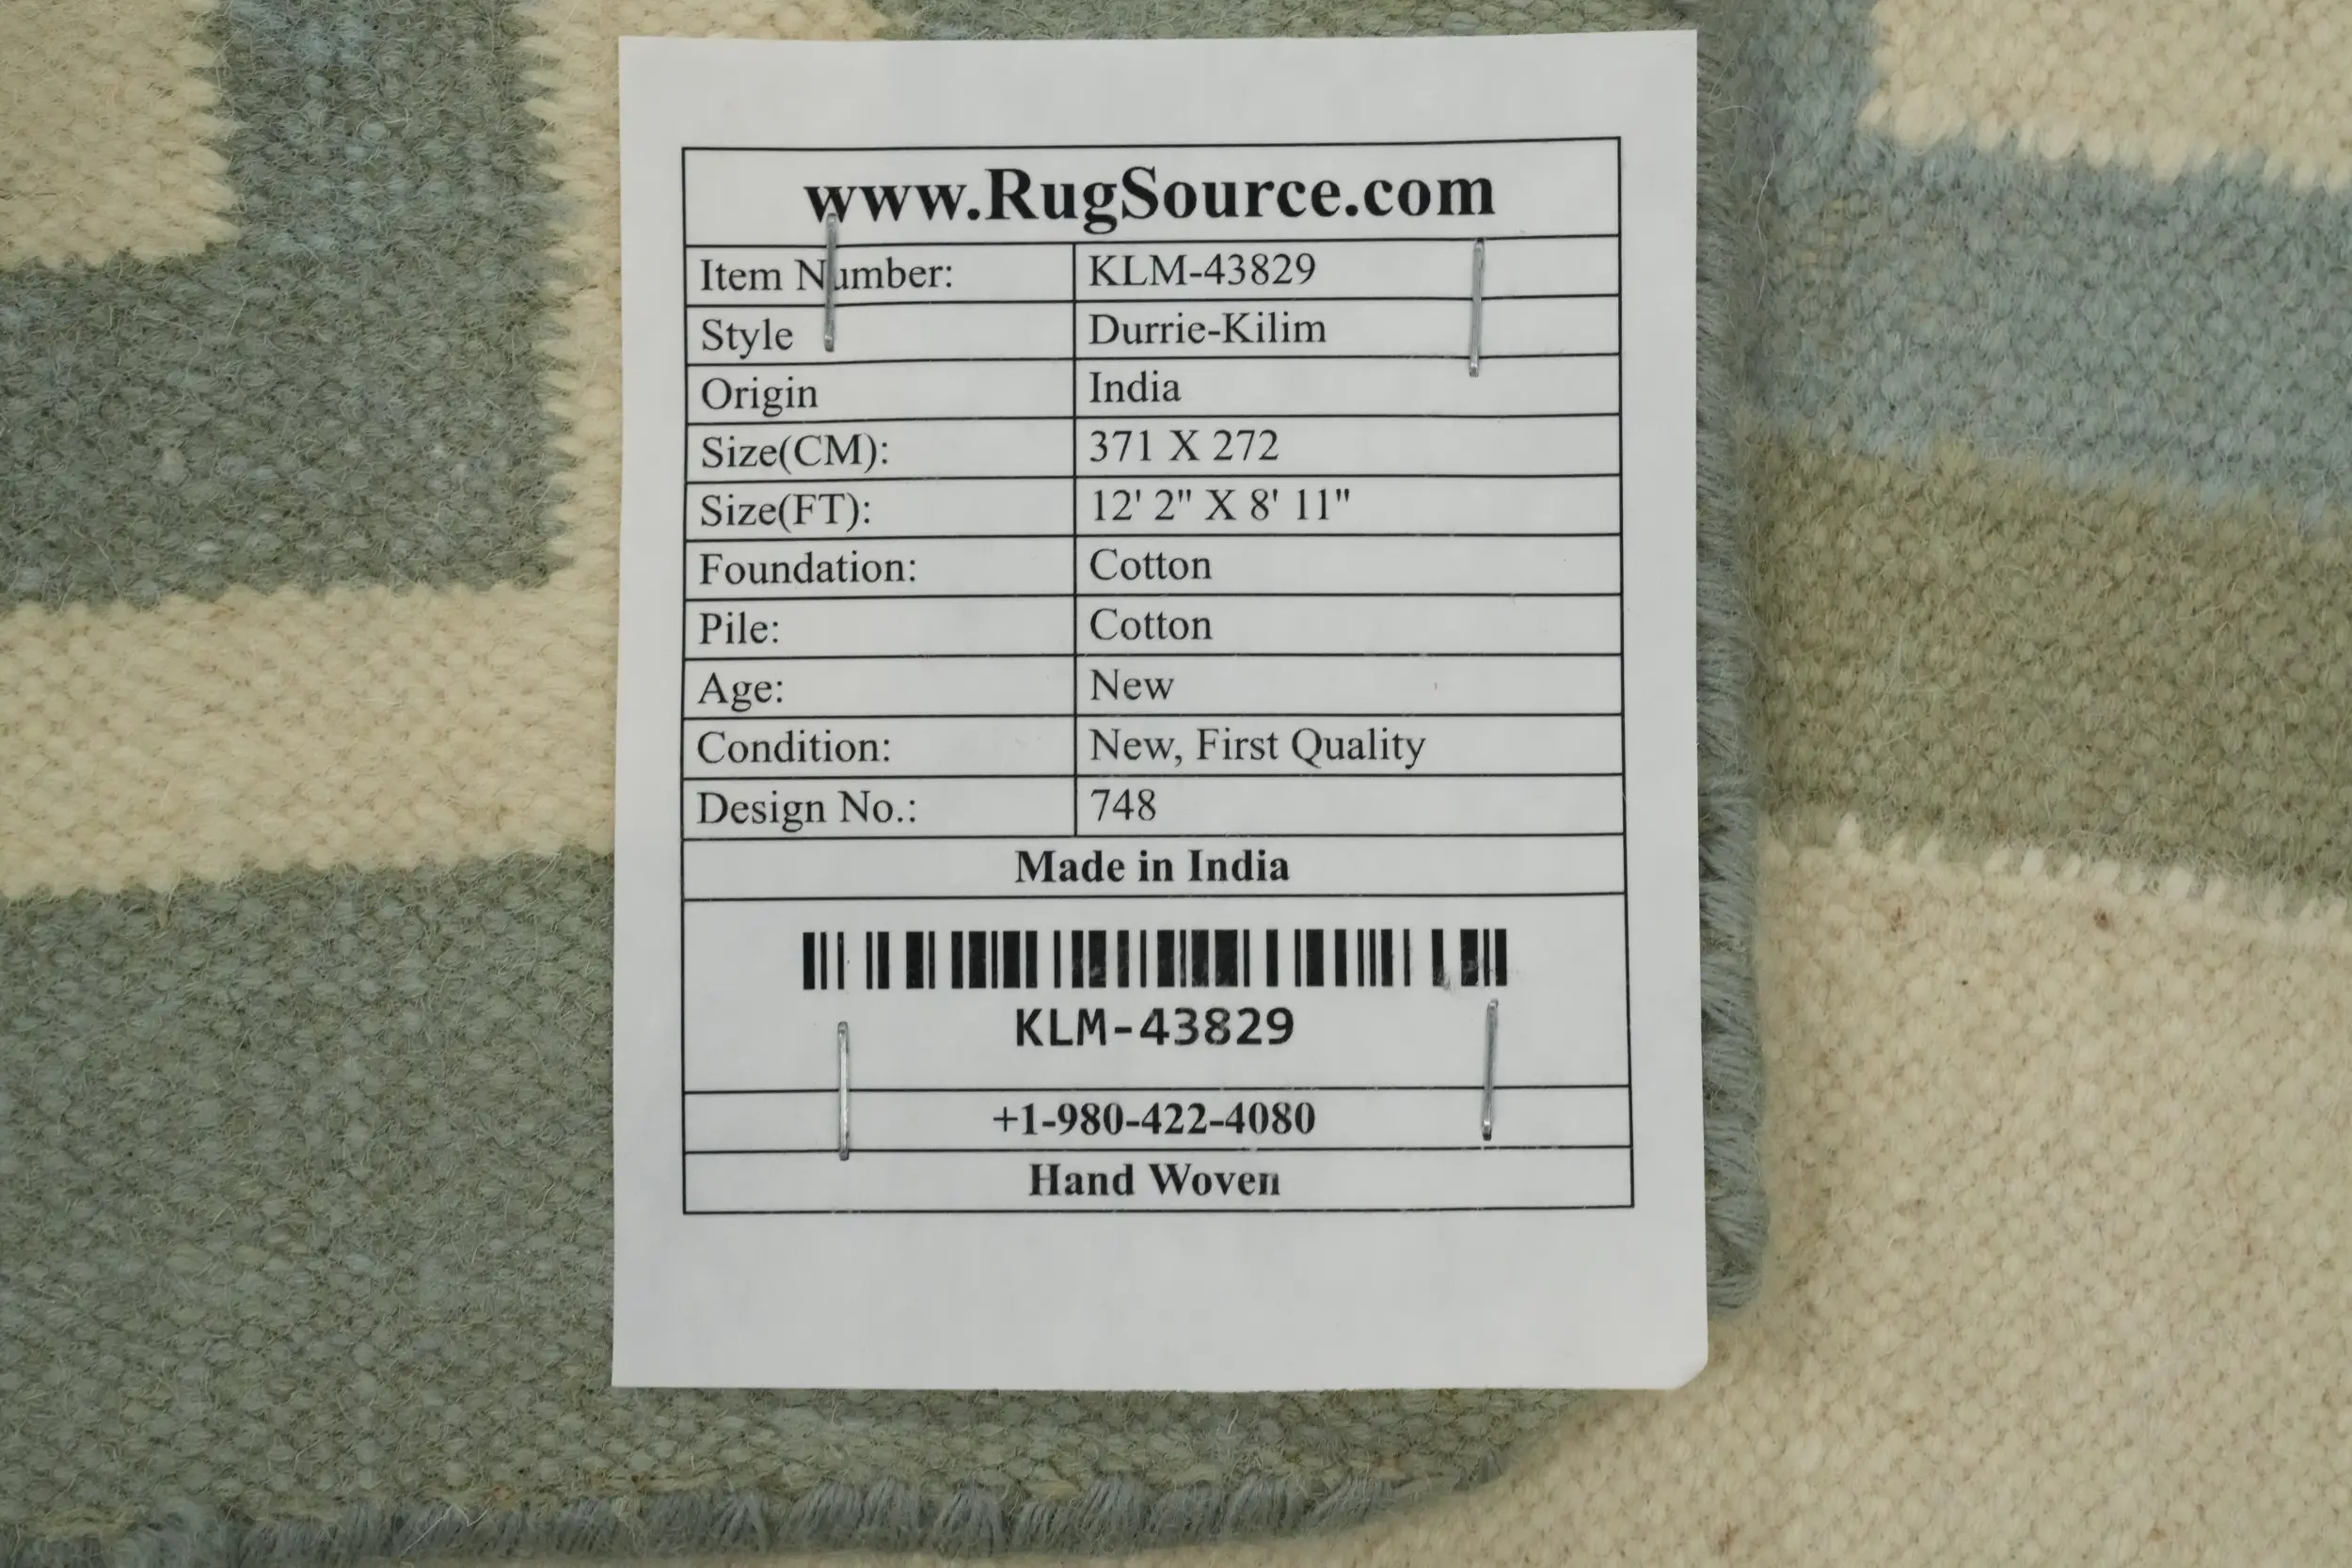 www.RugSource.com
Item Number: KLM-43829
Style Durrie-Kilim
Origin India
Size(CM): 371 X 272
Size(FT): 12' 2" X 8' 11"
Foundation: Cotton
Pile: Cotton
Age: New
Condition: New, First Quality
Design No.: 748
Made in India
KLM-43829
+1-980-422-4080
Hand Woven